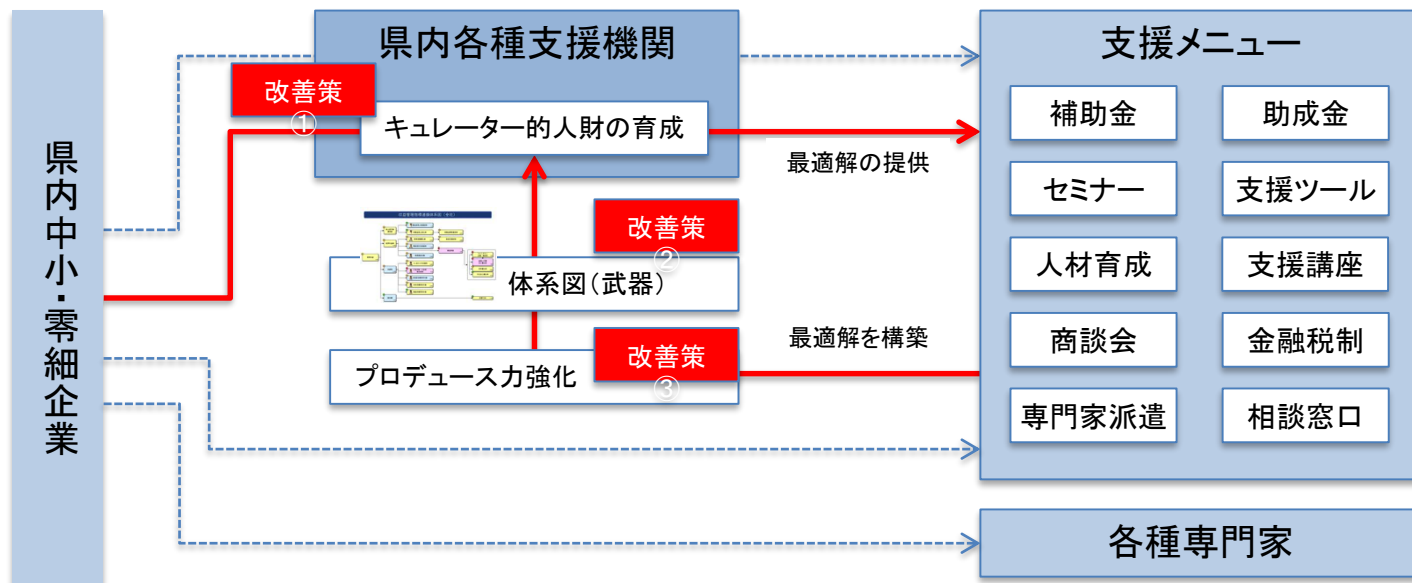 県内中小・零細企業
県内各種支援機関
改善策
①
キュレーター的人財の育成
改善策
②
体系図（武器）
プロデュース力強化
改善策
③
最適解の提供
最適解を構築
支援メニュー
補助金
助成金
セミナー
支援ツール
人材育成
支援講座
商談会
金融税制
専門家派遣
相談窓口
各種専門家